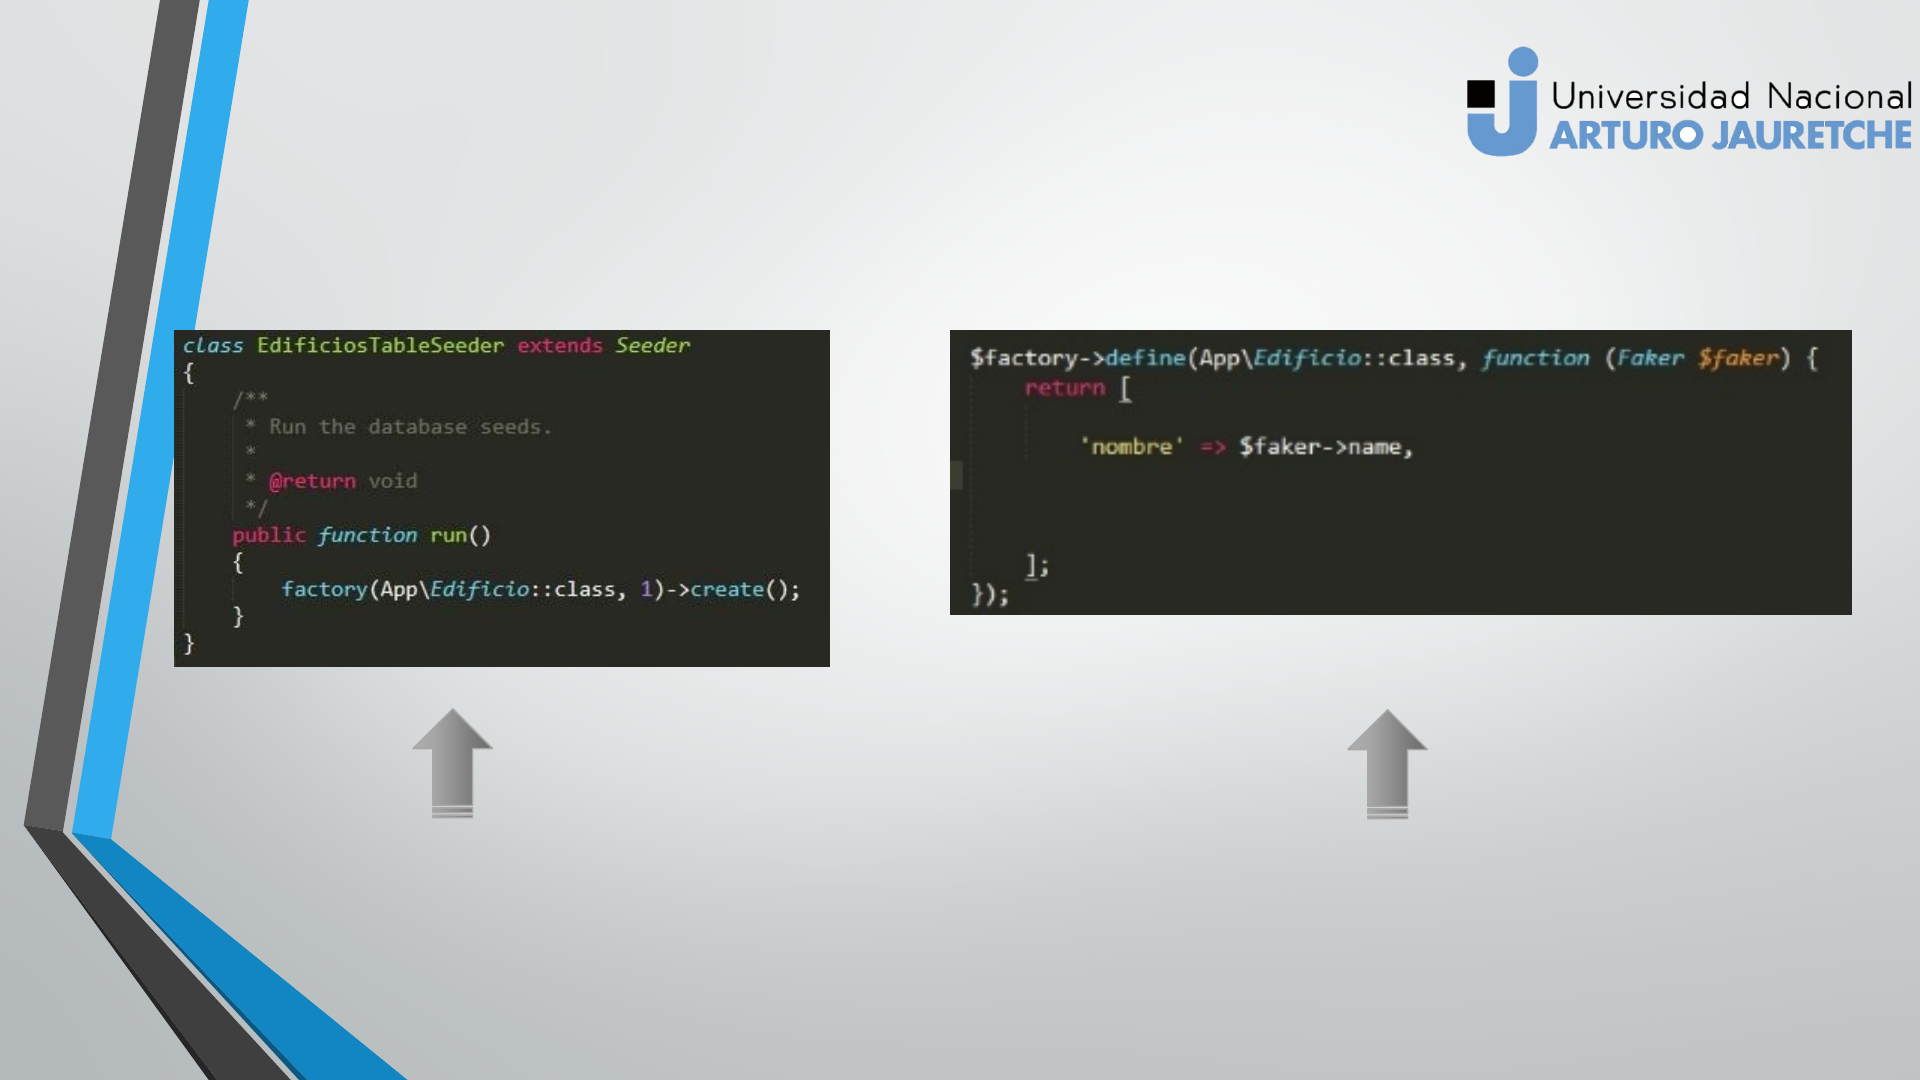 Universidad Nacional
ARTURO JAURETCHE
class EdificiosTableSeeder extends Seeder
{
    /**
     * Run the database seeds.
     *
     * @return void
     */
    public function run()
    {
        factory(App\Edificio::class, 1)->create();
    }
}
$factory->define(App\Edificio::class, function (Faker $faker) {
    return [
        'nombre' => $faker->name,
    ];
});